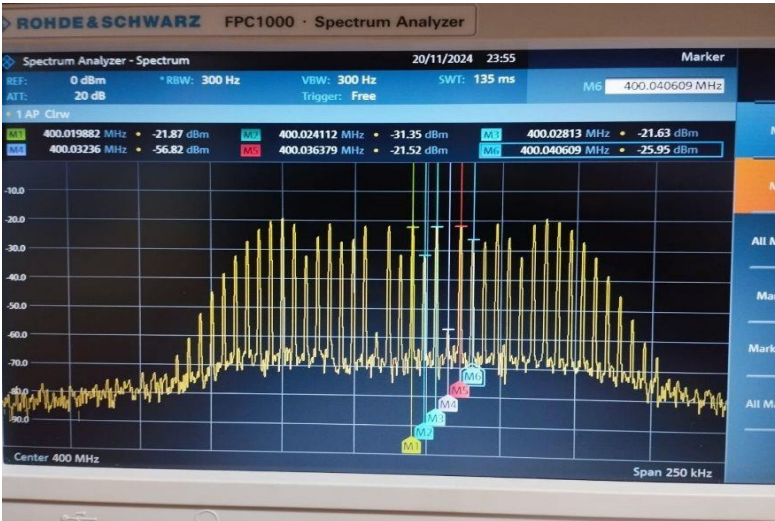 ROHDE&SCHWARZ FPC1000 · Spectrum Analyzer
Spectrum Analyzer - Spectrum 20/11/2024 23:55 Marker
REF: 0 dBm *RBW: 300 Hz VBW: 300 Hz SWT: 135 ms M6 400.040609 MHz
ATT: 20 dB Trigger: Free
1 AP Clrw
M1 400.019882 MHz • -21.87 dBm M2 400.024112 MHz • -31.35 dBm M3 400.02813 MHz • -21.63 dBm
M4 400.03236 MHz • -56.82 dBm M5 400.036379 MHz • -21.52 dBm M6 400.040609 MHz • -25.95 dBm
-10.0
-20.0
-30.0
All
-40.0
-50.0
Ma
-60.0
Mark
-70.0
M6
M5
-80.0
M4
All M
M3
-90.0
M2
M1
Center 400 MHz Span 250 kHz